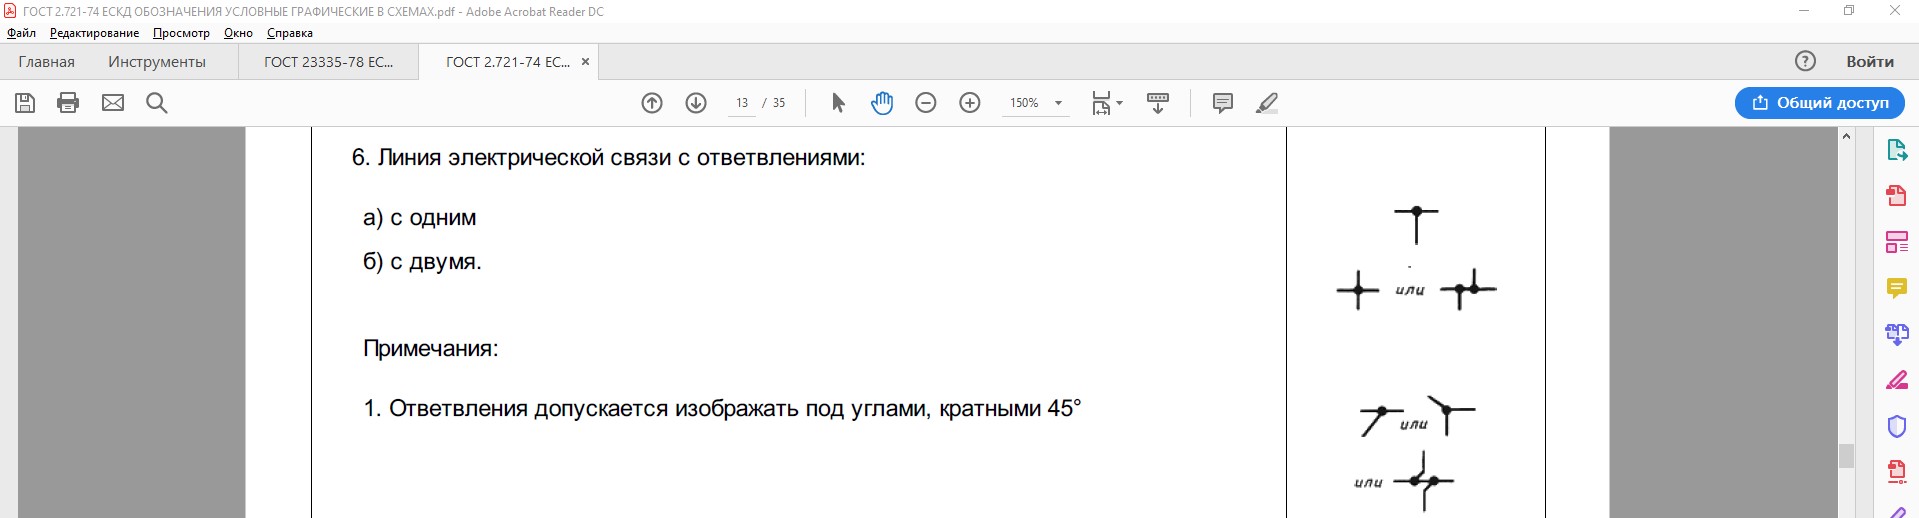 ГОСТ 2.721-74 ЕСКД ОБОЗНАЧЕНИЯ УСЛОВНЫЕ ГРАФИЧЕСКИЕ В СХЕМАХ.pdf - Adobe Acrobat Reader DC
Файл Редактирование Просмотр Окно Справка
Главная Инструменты ГОСТ 23335-78 ЕС... ГОСТ 2.721-74 ЕС... × ? Войти
13 / 35 150% Общий доступ
6. Линия электрической связи с ответвлениями:
а) с одним
б) с двумя.
или
Примечания:
1. Ответвления допускается изображать под углами, кратными 45°
или
или